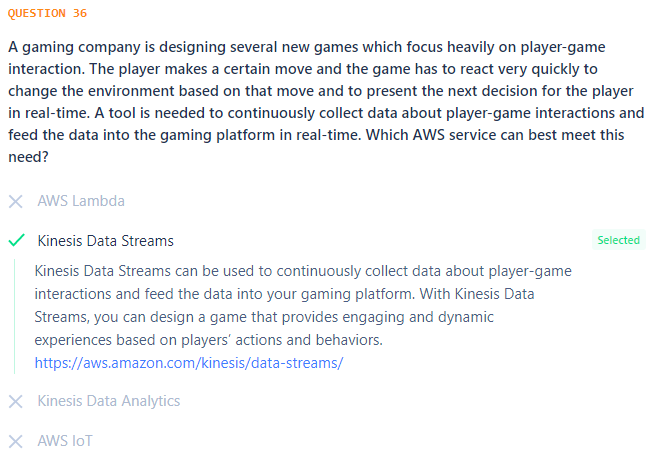 QUESTION 36
A gaming company is designing several new games which focus heavily on player-game
interaction. The player makes a certain move and the game has to react very quickly to
change the environment based on that move and to present the next decision for the player
in real-time. A tool is needed to continuously collect data about player-game interactions and
feed the data into the gaming platform in real-time. Which AWS service can best meet this
need?
AWS Lambda
Kinesis Data Streams
Selected
Kinesis Data Streams can be used to continuously collect data about player-game
interactions and feed the data into your gaming platform. With Kinesis Data
Streams, you can design a game that provides engaging and dynamic
experiences based on players’ actions and behaviors.
https://aws.amazon.com/kinesis/data-streams/
Kinesis Data Analytics
AWS IoT